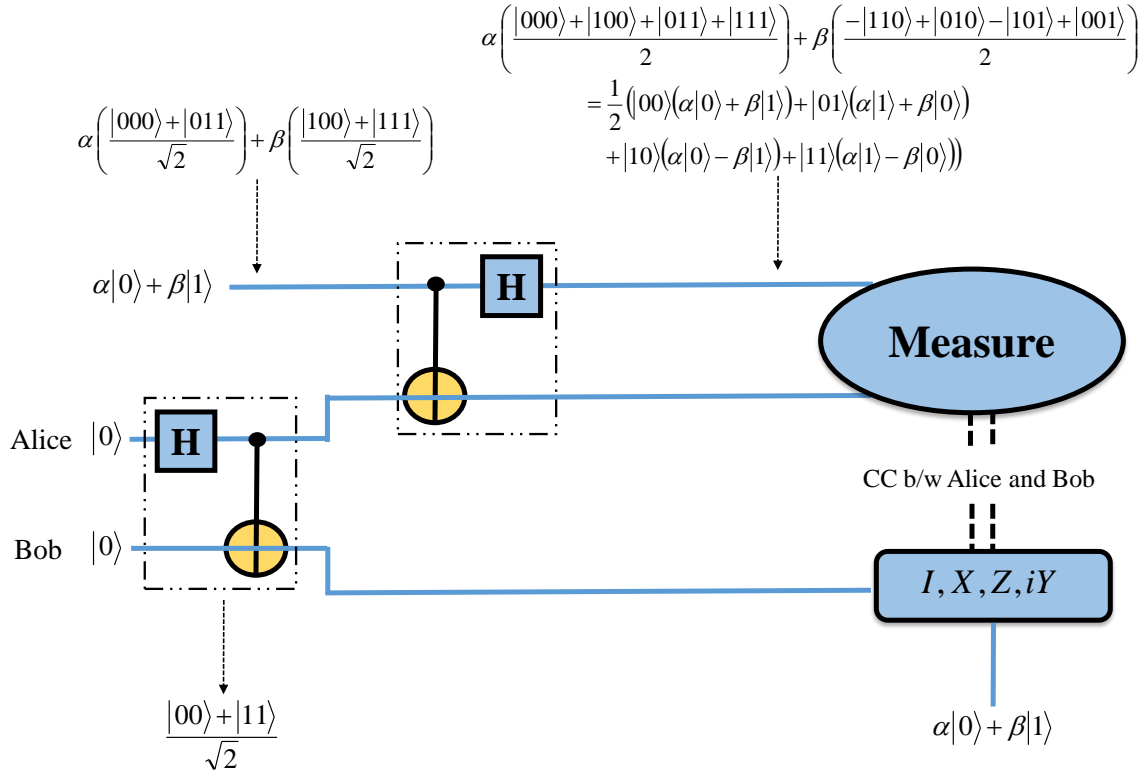 α(|000⟩+|100⟩+|011⟩+|111⟩/2)+β(−|110⟩+|010⟩−|101⟩+|001⟩/2)
=1/2(|00⟩(α|0⟩+β|1⟩)+|01⟩(α|1⟩+β|0⟩)
+|10⟩(α|0⟩−β|1⟩)+|11⟩(α|1⟩−β|0⟩))
α(|000⟩+|011⟩/√2)+β(|100⟩+|111⟩/√2)
α|0⟩+β|1⟩
H
Measure
Alice |0⟩
H
CC b/w Alice and Bob
Bob |0⟩
I, X, Z, iY
|00⟩+|11⟩/√2
α|0⟩+β|1⟩